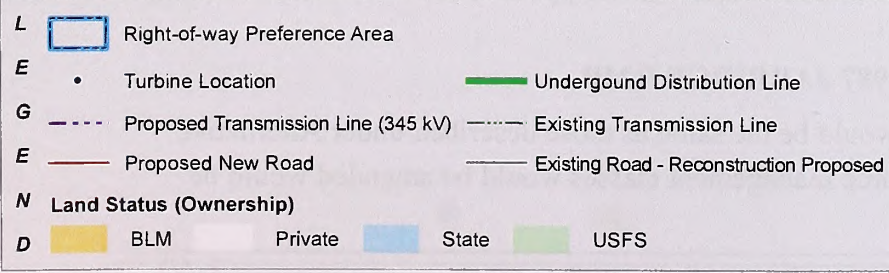 L Right-of-way Preference Area
E Turbine Location Undergound Distribution Line
G Proposed Transmission Line (345 kV) Existing Transmission Line
E Proposed New Road Existing Road - Reconstruction Proposed
N Land Status (Ownership)
D BLM Private State USFS